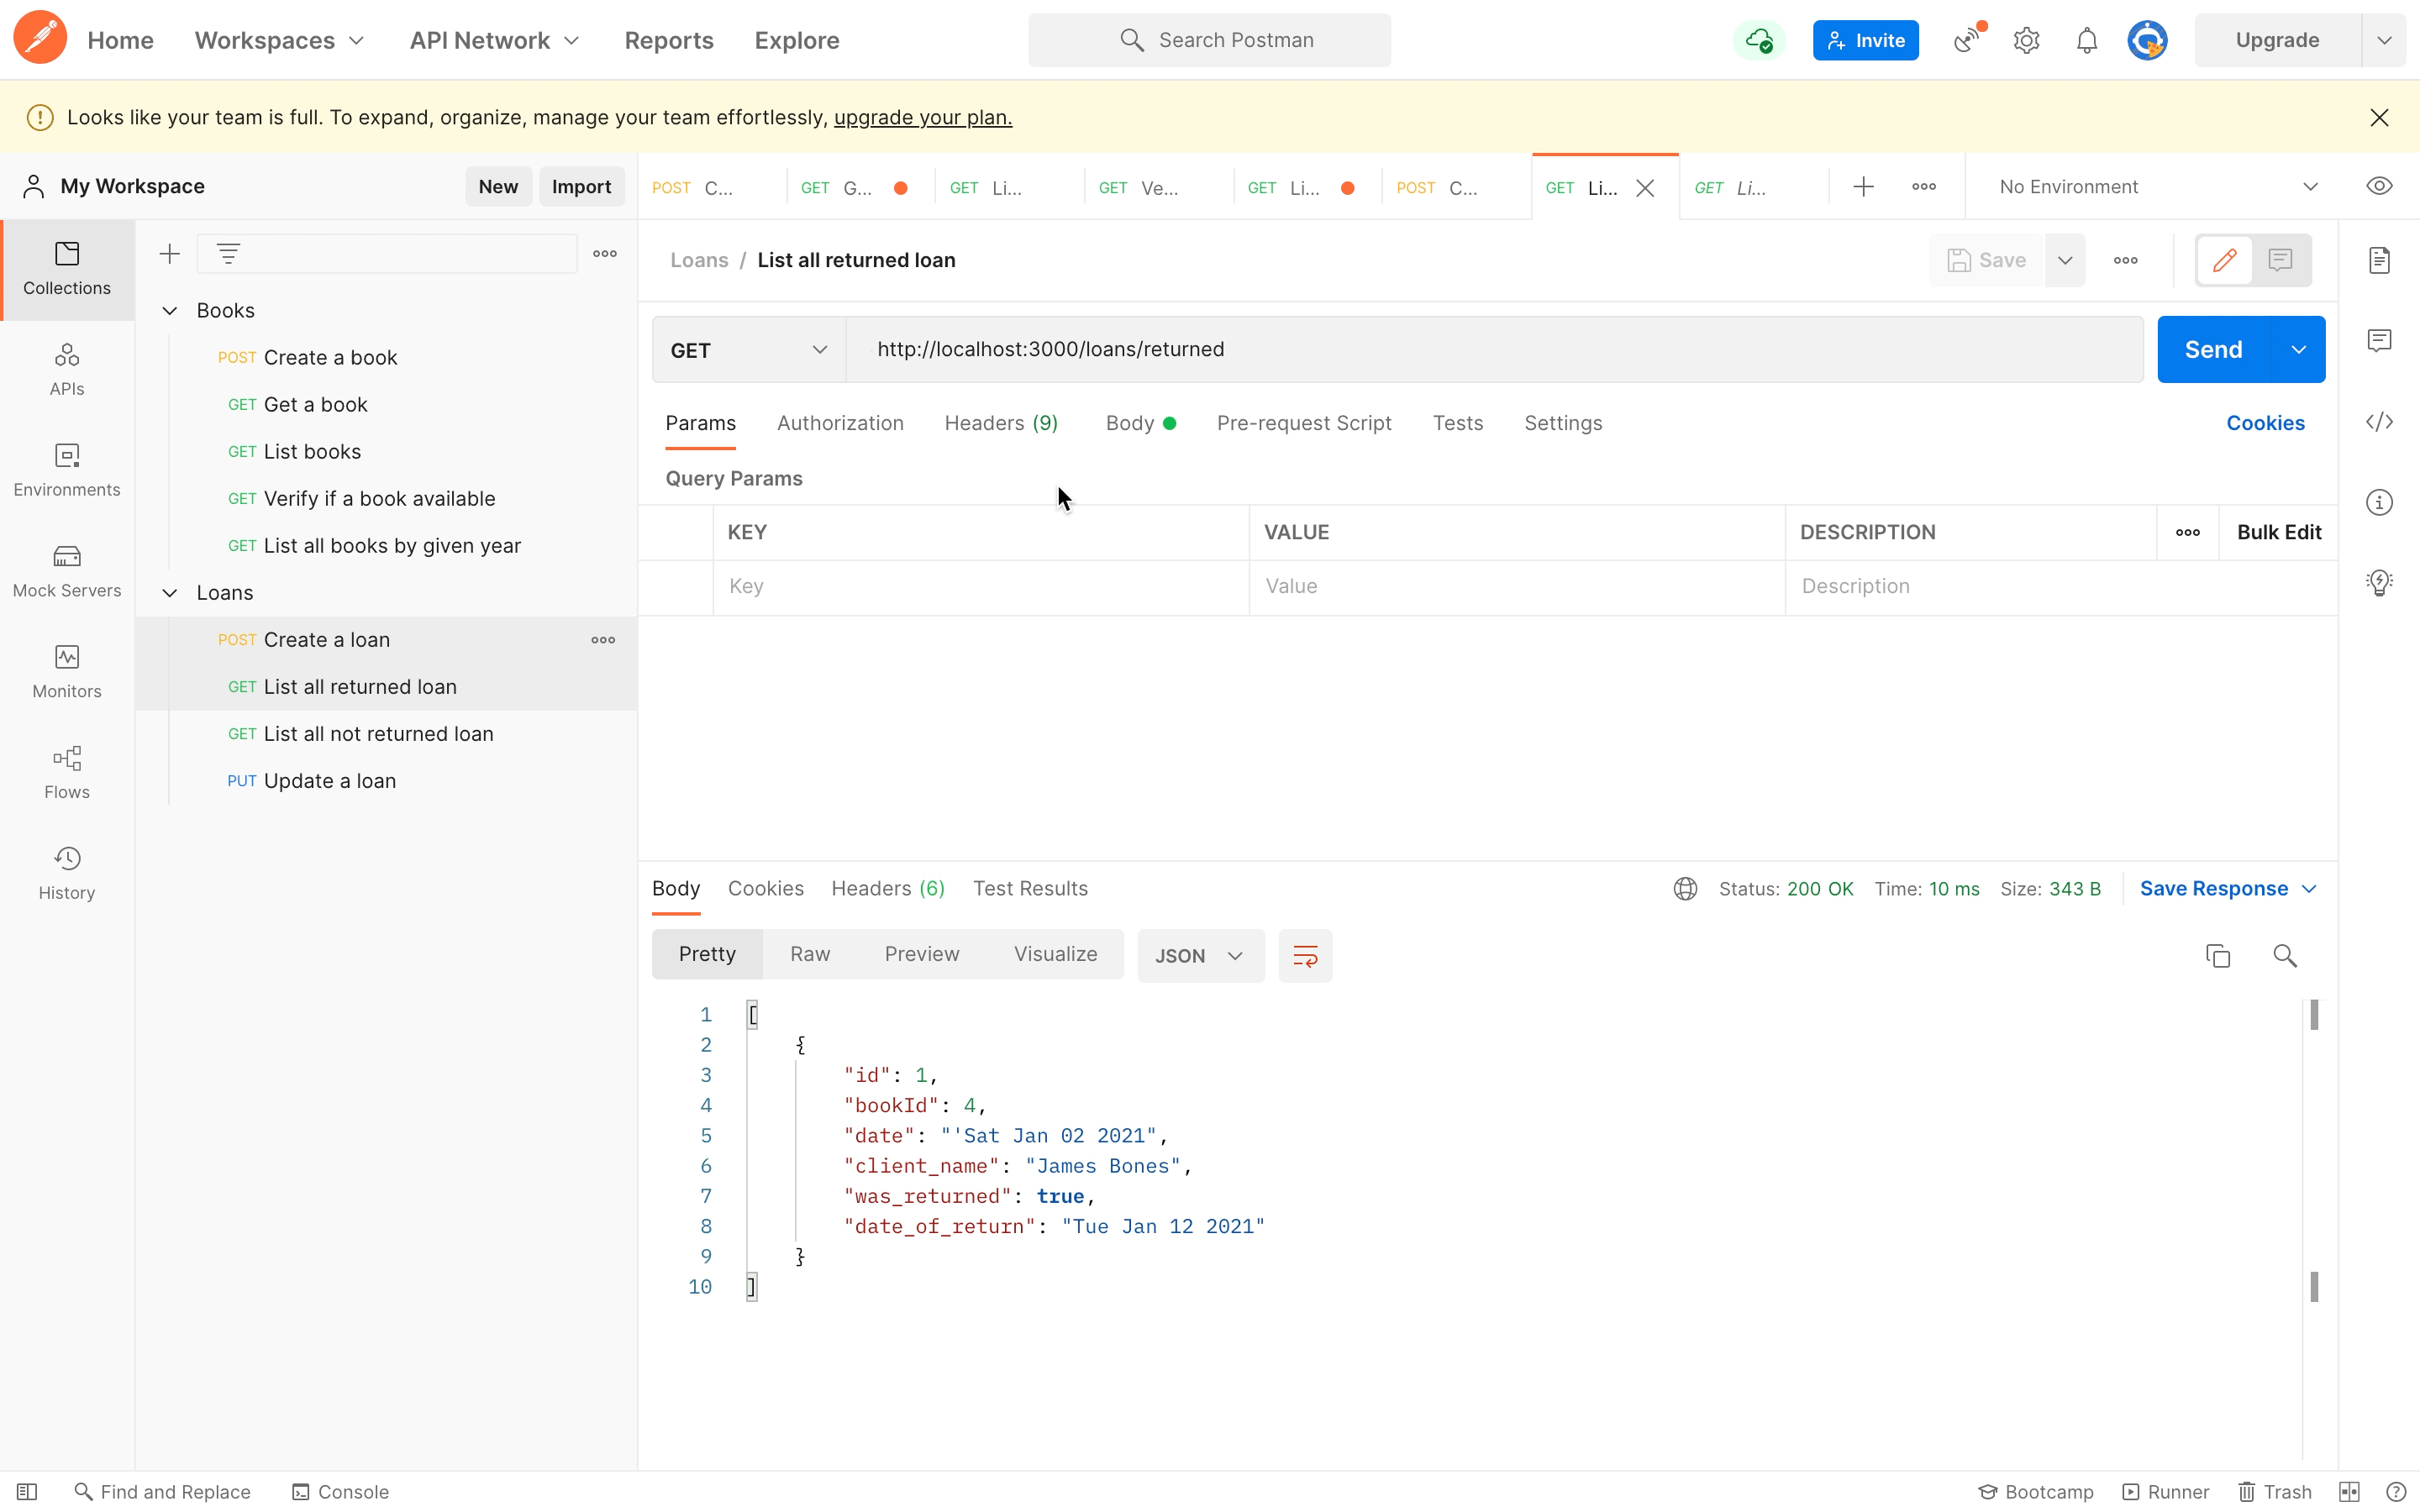 Home Workspaces API Network Reports Explore Search Postman Invite Upgrade
Looks like your team is full. To expand, organize, manage your team effortlessly, upgrade your plan.
My Workspace New Import
POST C... GET G... GET Li... GET Ve... GET Li... POST C... GET Li... GET Li... No Environment
Collections
APIs
Environments
Mock Servers
Monitors
Flows
History
Books
POST Create a book
GET Get a book
GET List books
GET Verify if a book available
GET List all books by given year
Loans
POST Create a loan
GET List all returned loan
GET List all not returned loan
PUT Update a loan
Loans / List all returned loan Save
GET http://localhost:3000/loans/returned Send
Params Authorization Headers (9) Body Pre-request Script Tests Settings Cookies
Query Params
KEY VALUE DESCRIPTION Bulk Edit
Key Value Description
Body Cookies Headers (6) Test Results Status: 200 OK Time: 10 ms Size: 343 B Save Response
Pretty Raw Preview Visualize JSON
1 [
2 {
3 "id": 1,
4 "bookId": 4,
5 "date": "'Sat Jan 02 2021",
6 "client_name": "James Bones",
7 "was_returned": true,
8 "date_of_return": "Tue Jan 12 2021"
9 }
10 ]
Find and Replace Console Bootcamp Runner Trash